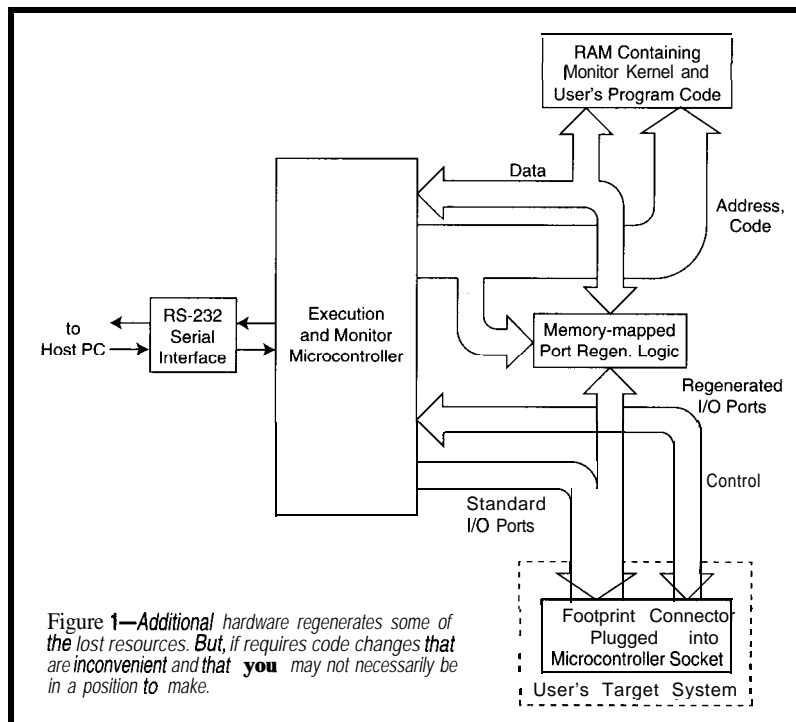 RAM Containing
Monitor Kernel and
User's Program Code
Data
Address,
Code
to
Host PC
RS-232
Serial
Interface
Execution
and Monitor
Microcontroller
Memory-mapped
Port Regen. Logic
Regenerated
I/O Ports
Control
Standard
I/O Ports
Footprint Connector
Plugged into
Microcontroller Socket
User's Target System
Figure 1—Additional hardware regenerates some of
the lost resources. But, if requires code changes that
are inconvenient and that you may not necessarily be
in a position to make.